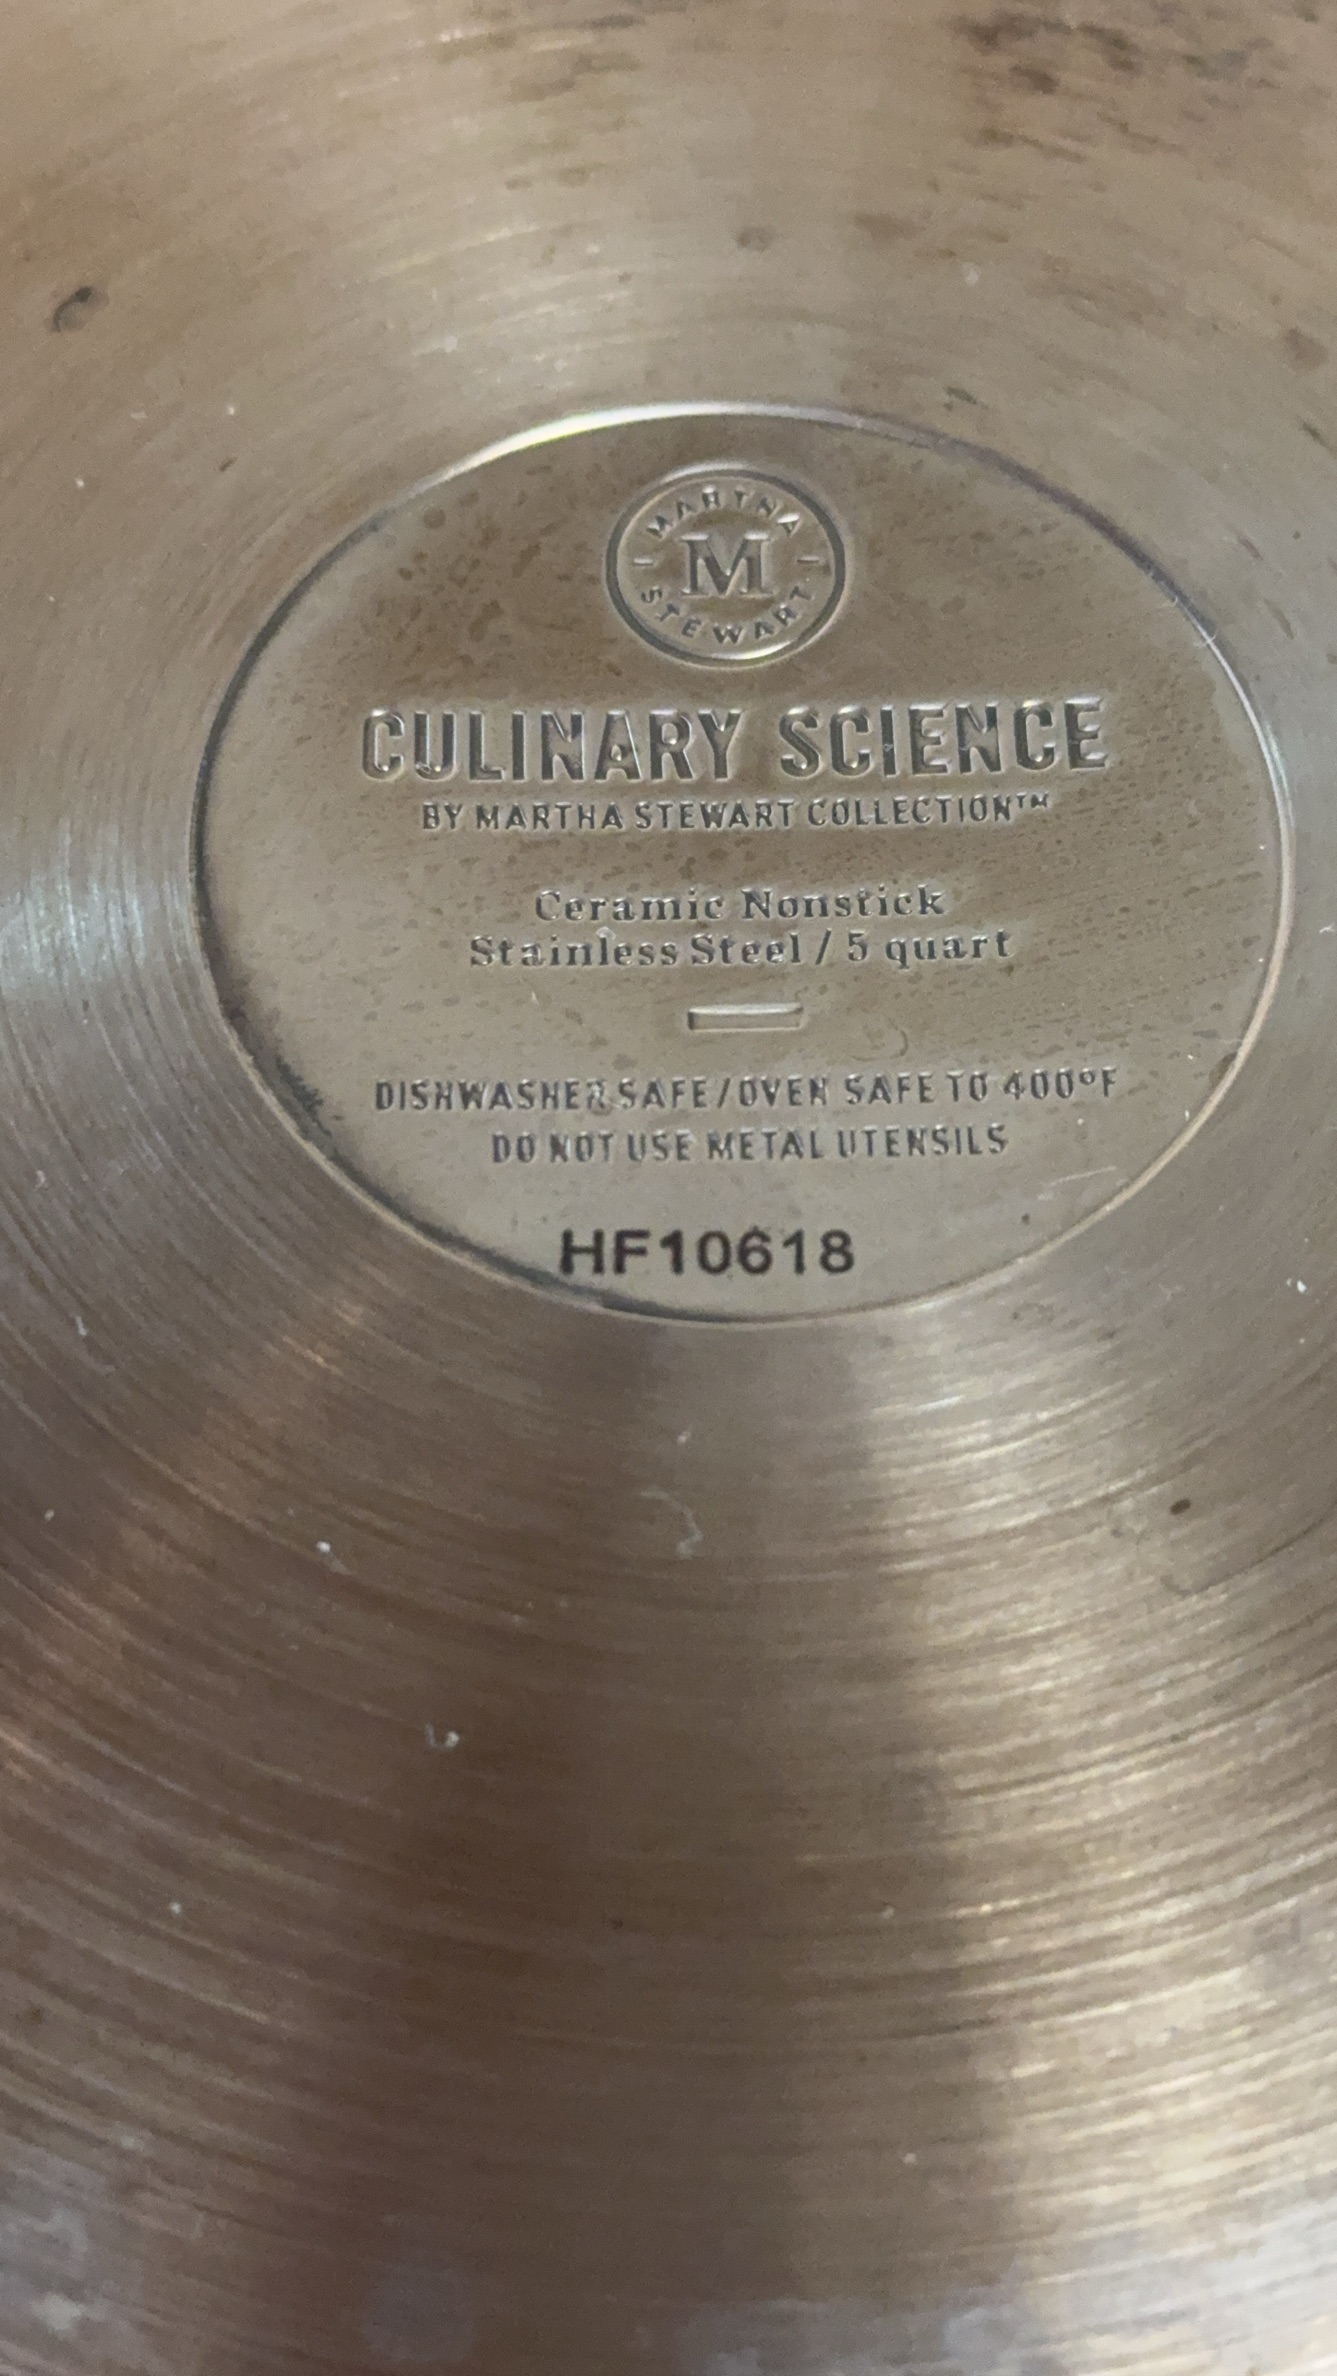 MARTHA
M
STEWART
CULINARY SCIENCE
BY MARTHA STEWART COLLECTION™
Ceramic Nonstick
Stainless Steel / 5 quart
DISHWASHER SAFE / OVEN SAFE TO 400°F
DO NOT USE METAL UTENSILS
HF10618